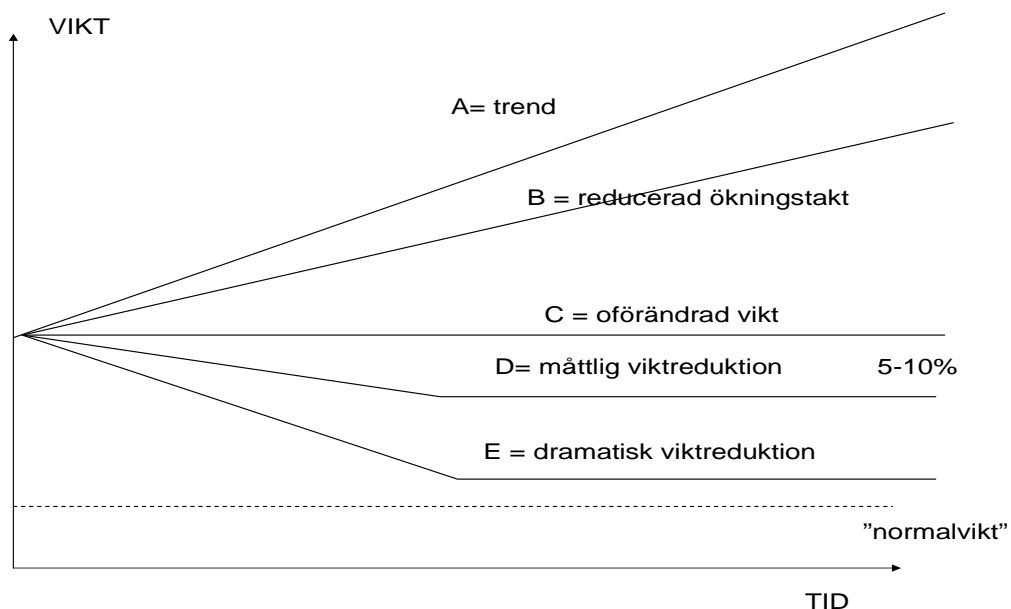 VIKT
A= trend
B = reducerad ökningstakt
C = oförändrad vikt
D= måttlig viktreduktion 5-10%
E = dramatisk viktreduktion
”normalvikt”
TID